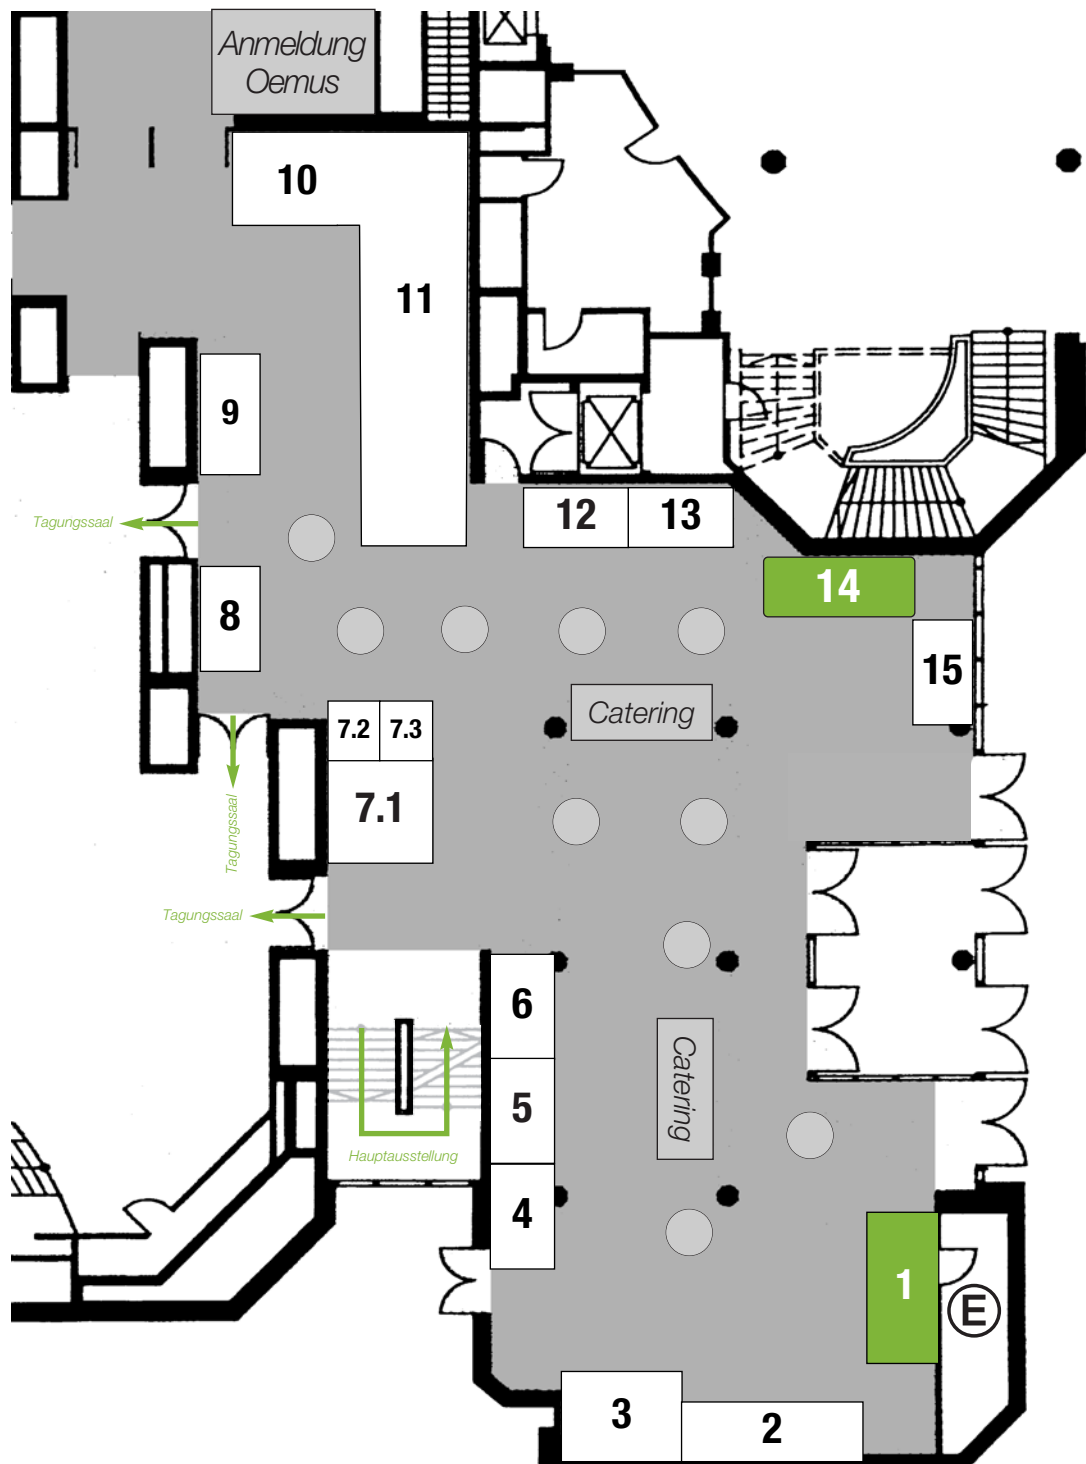 Anmeldung
Oemus
10
11
9
Tagungssaal
12
13
14
8
15
7.2
7.3
Catering
7.1
Tagungssaal
Tagungssaal
6
5
Catering
Hauptausstellung
4
1
E
3
2